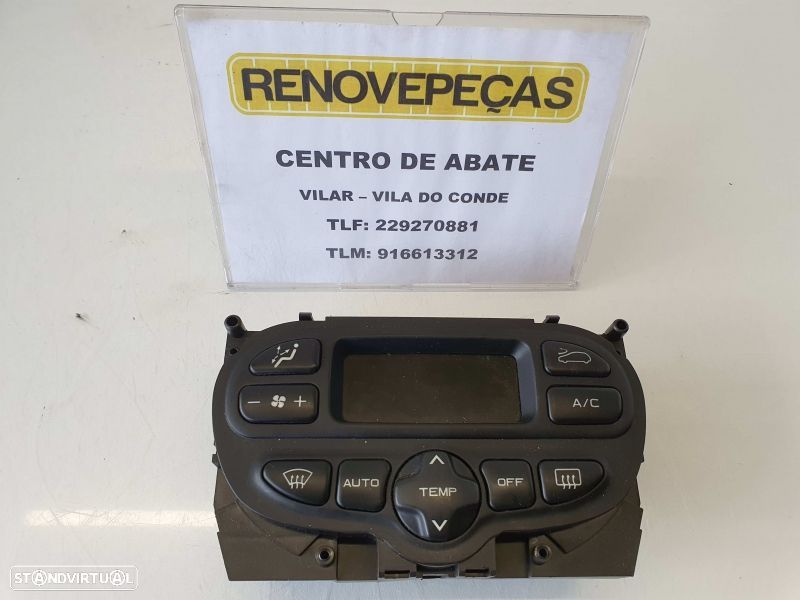 RENOVEPEÇAS
CENTRO DE ABATE
VILAR – VILA DO CONDE
TLF: 229270881
TLM: 916613312
- +
A/C
AUTO
TEMP
OFF
STANDVIRTUAL